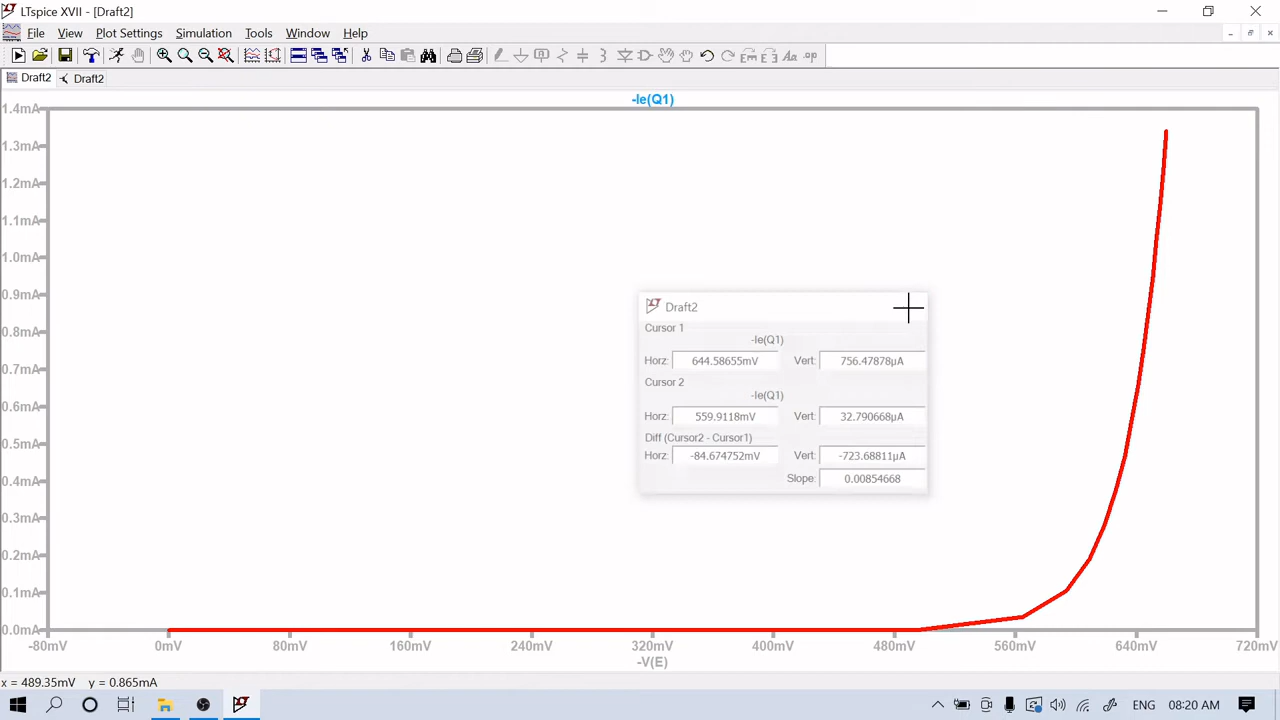 LTspice XVII - [Draft2]
File View Plot Settings Simulation Tools Window Help
Draft2 Draft2
-Ie(Q1)
1.4mA
1.3mA
1.2mA
1.1mA
1.0mA
0.9mA
0.8mA
0.7mA
0.6mA
0.5mA
0.4mA
0.3mA
0.2mA
0.1mA
0.0mA
Draft2
Cursor 1
-Ie(Q1)
Horz: 644.58655mV Vert: 756.47878µA
Cursor 2
-Ie(Q1)
Horz: 559.9118mV Vert: 32.790668µA
Diff (Cursor2 - Cursor1)
Horz: -84.674752mV Vert: -723.68811µA
Slope: 0.00854668
-80mV 0mV 80mV 160mV 240mV 320mV 400mV 480mV 560mV 640mV 720mV
-V(E)
x = 489.35mV y = 0.865mA
ENG 08:20 AM